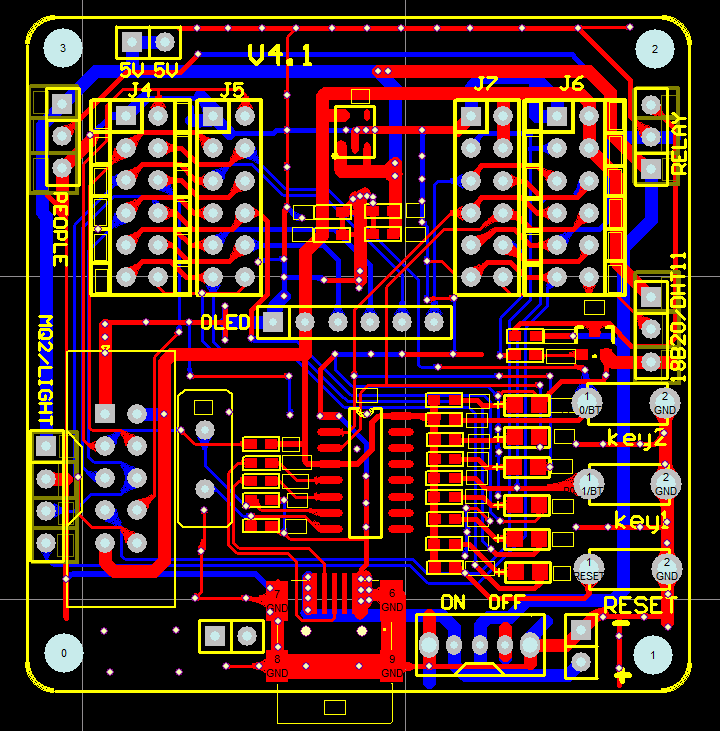 3
2
V4.1
5V 5V
J4
J5
J7
J6
RELAY
PEOPLE
18B20/DHT11
OLED
MQ2/LIGHT
1
0/BT
2
GND
key2
1
1/BT
2
GND
key1
1
RESET
2
GND
7
GND
6
GND
ON OFF
RESET
0
8
GND
9
GND
1
+